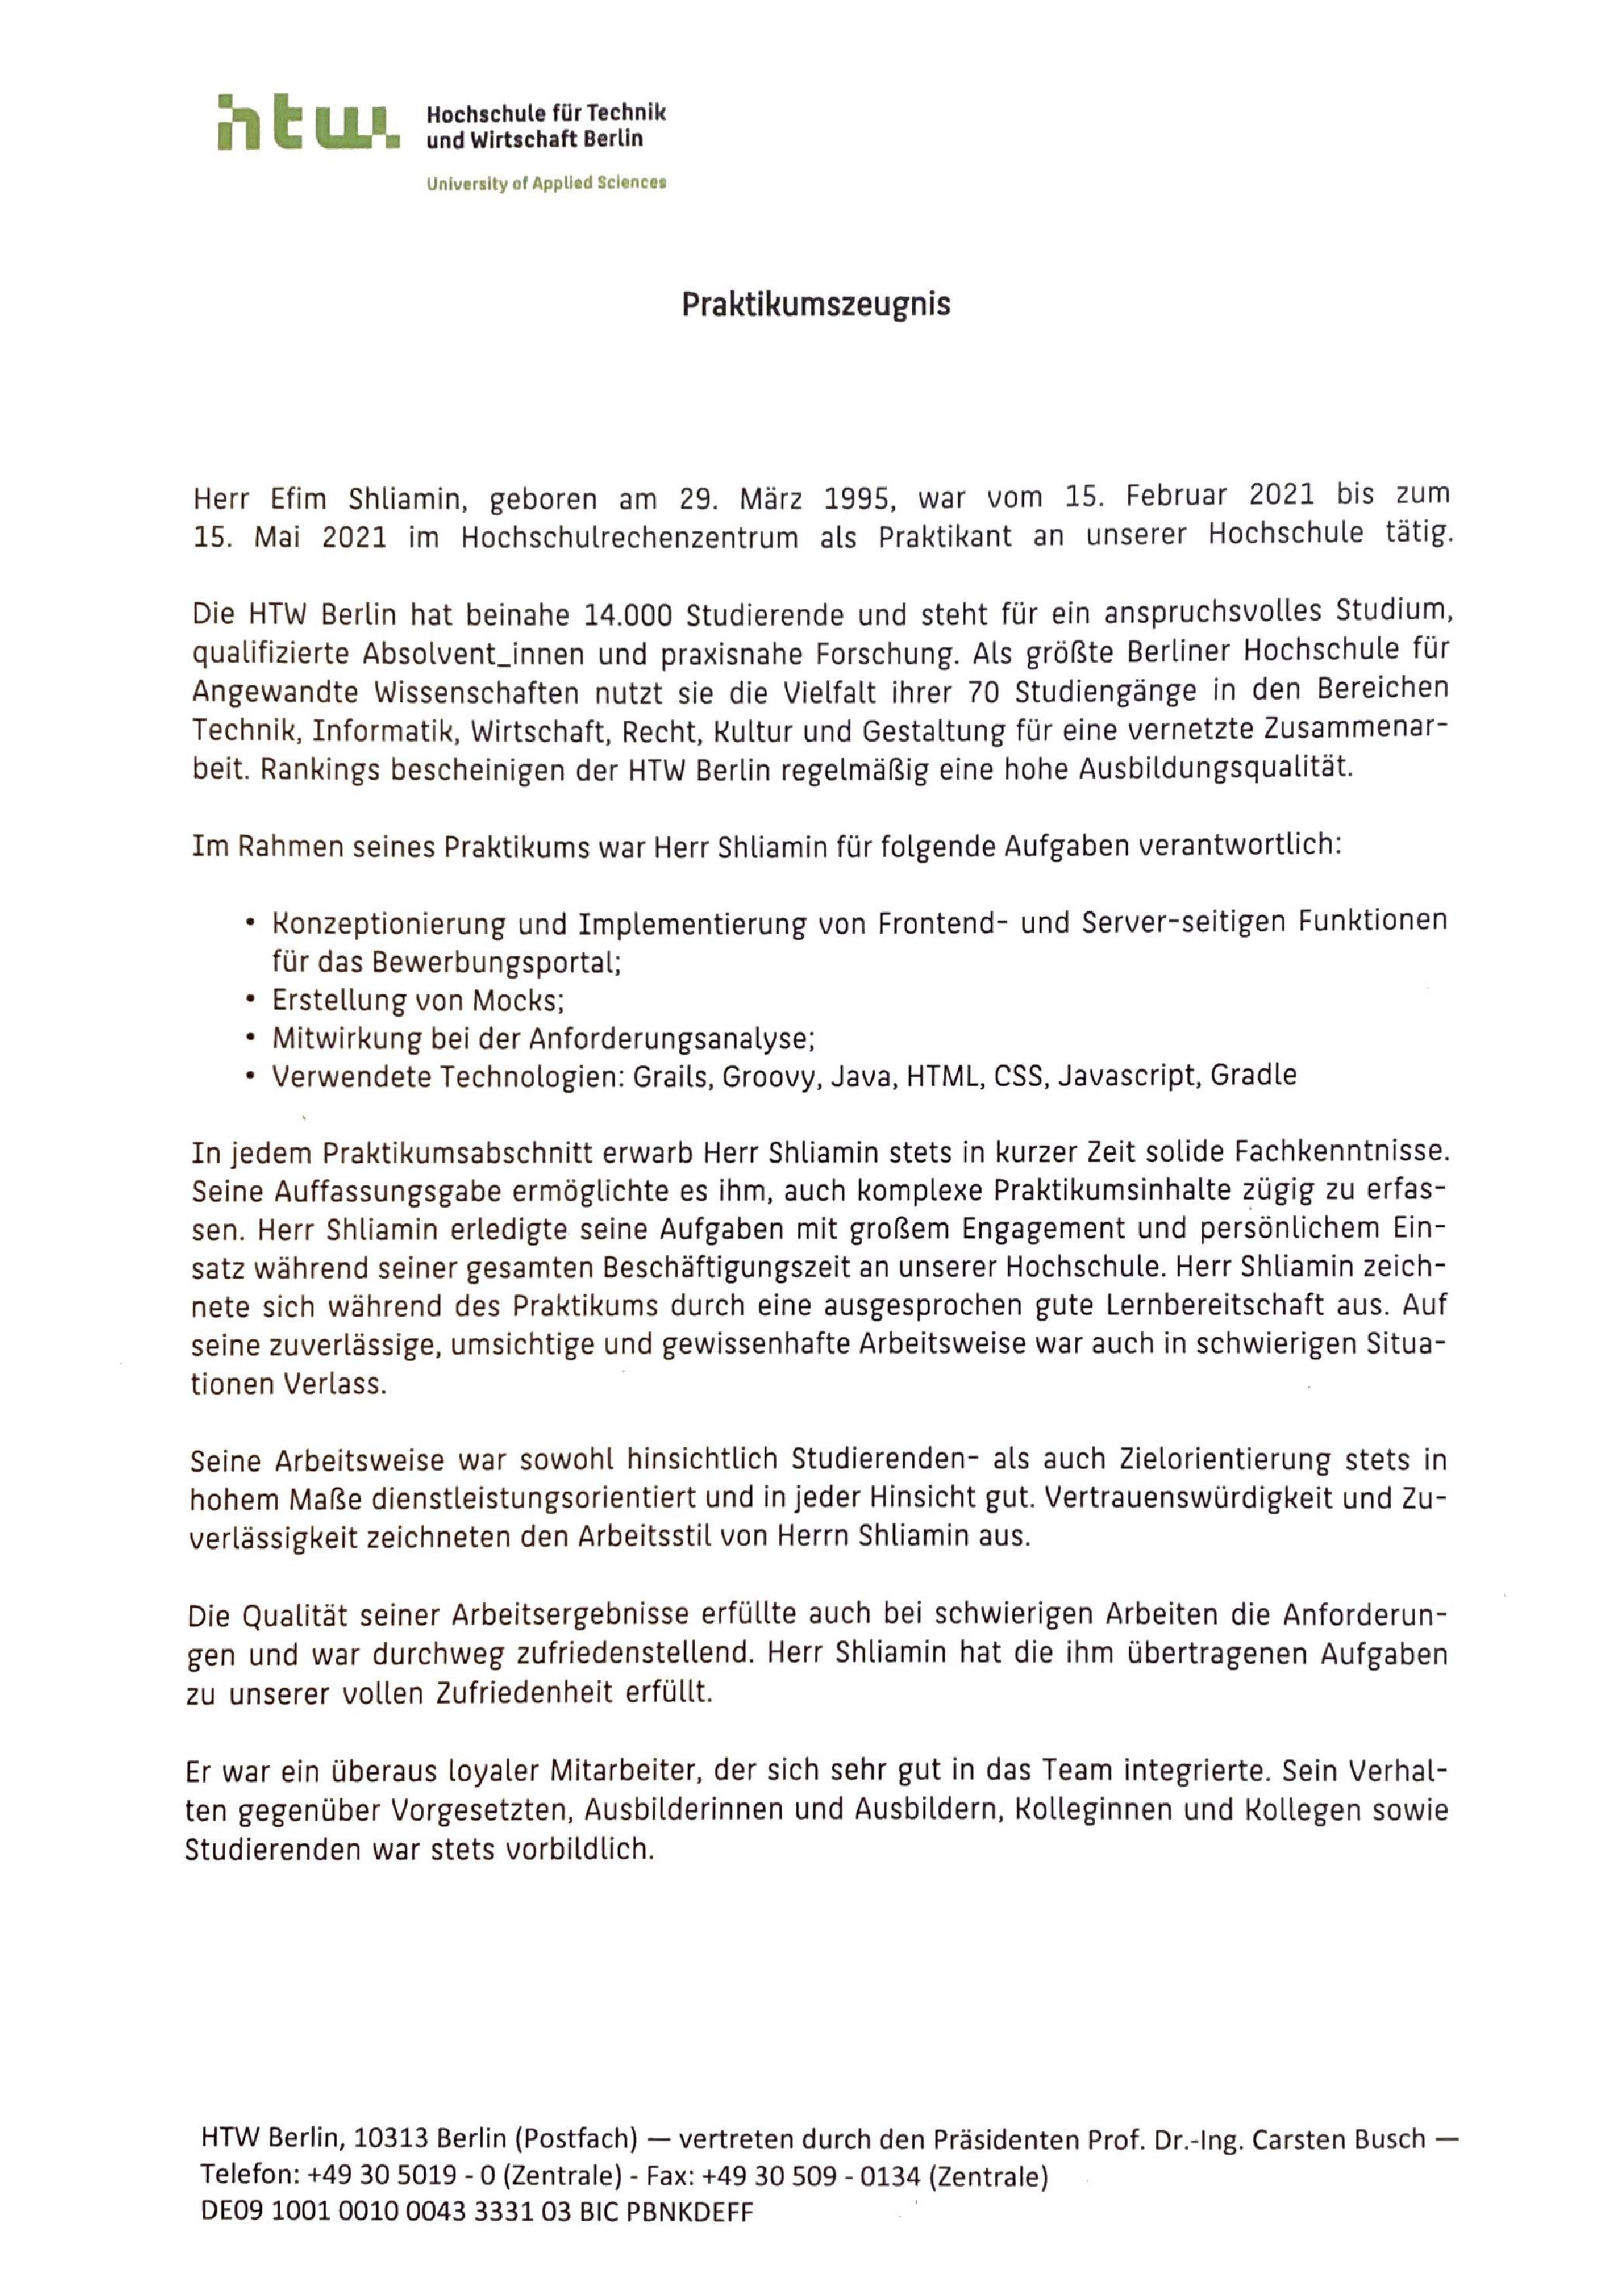 htw.
Hochschule für Technik
und Wirtschaft Berlin
University of Applied Sciences
Praktikumszeugnis
Herr Efim Shliamin, geboren am 29. März 1995, war vom 15. Februar 2021 bis zum
15. Mai 2021 im Hochschulrechenzentrum als Praktikant an unserer Hochschule tätig.
Die HTW Berlin hat beinahe 14.000 Studierende und steht für ein anspruchsvolles Studium,
qualifizierte Absolvent_innen und praxisnahe Forschung. Als größte Berliner Hochschule für
Angewandte Wissenschaften nutzt sie die Vielfalt ihrer 70 Studiengänge in den Bereichen
Technik, Informatik, Wirtschaft, Recht, Kultur und Gestaltung für eine vernetzte Zusammenar-
beit. Rankings bescheinigen der HTW Berlin regelmäßig eine hohe Ausbildungsqualität.
Im Rahmen seines Praktikums war Herr Shliamin für folgende Aufgaben verantwortlich:
• Konzeptionierung und Implementierung von Frontend- und Server-seitigen Funktionen
für das Bewerbungsportal;
• Erstellung von Mocks;
• Mitwirkung bei der Anforderungsanalyse;
• Verwendete Technologien: Grails, Groovy, Java, HTML, CSS, Javascript, Gradle
In jedem Praktikumsabschnitt erwarb Herr Shliamin stets in kurzer Zeit solide Fachkenntnisse.
Seine Auffassungsgabe ermöglichte es ihm, auch komplexe Praktikumsinhalte zügig zu erfas-
sen. Herr Shliamin erledigte seine Aufgaben mit großem Engagement und persönlichem Ein-
satz während seiner gesamten Beschäftigungszeit an unserer Hochschule. Herr Shliamin zeich-
nete sich während des Praktikums durch eine ausgesprochen gute Lernbereitschaft aus. Auf
seine zuverlässige, umsichtige und gewissenhafte Arbeitsweise war auch in schwierigen Situa-
tionen Verlass.
Seine Arbeitsweise war sowohl hinsichtlich Studierenden- als auch Zielorientierung stets in
hohem Maße dienstleistungsorientiert und in jeder Hinsicht gut. Vertrauenswürdigkeit und Zu-
verlässigkeit zeichneten den Arbeitsstil von Herrn Shliamin aus.
Die Qualität seiner Arbeitsergebnisse erfüllte auch bei schwierigen Arbeiten die Anforderun-
gen und war durchweg zufriedenstellend. Herr Shliamin hat die ihm übertragenen Aufgaben
zu unserer vollen Zufriedenheit erfüllt.
Er war ein überaus loyaler Mitarbeiter, der sich sehr gut in das Team integrierte. Sein Verhal-
ten gegenüber Vorgesetzten, Ausbilderinnen und Ausbildern, Kolleginnen und Kollegen sowie
Studierenden war stets vorbildlich.
HTW Berlin, 10313 Berlin (Postfach) — vertreten durch den Präsidenten Prof. Dr.-Ing. Carsten Busch —
Telefon: +49 30 5019 - 0 (Zentrale) - Fax: +49 30 509 - 0134 (Zentrale)
DE09 1001 0010 0043 3331 03 BIC PBNKDEFF